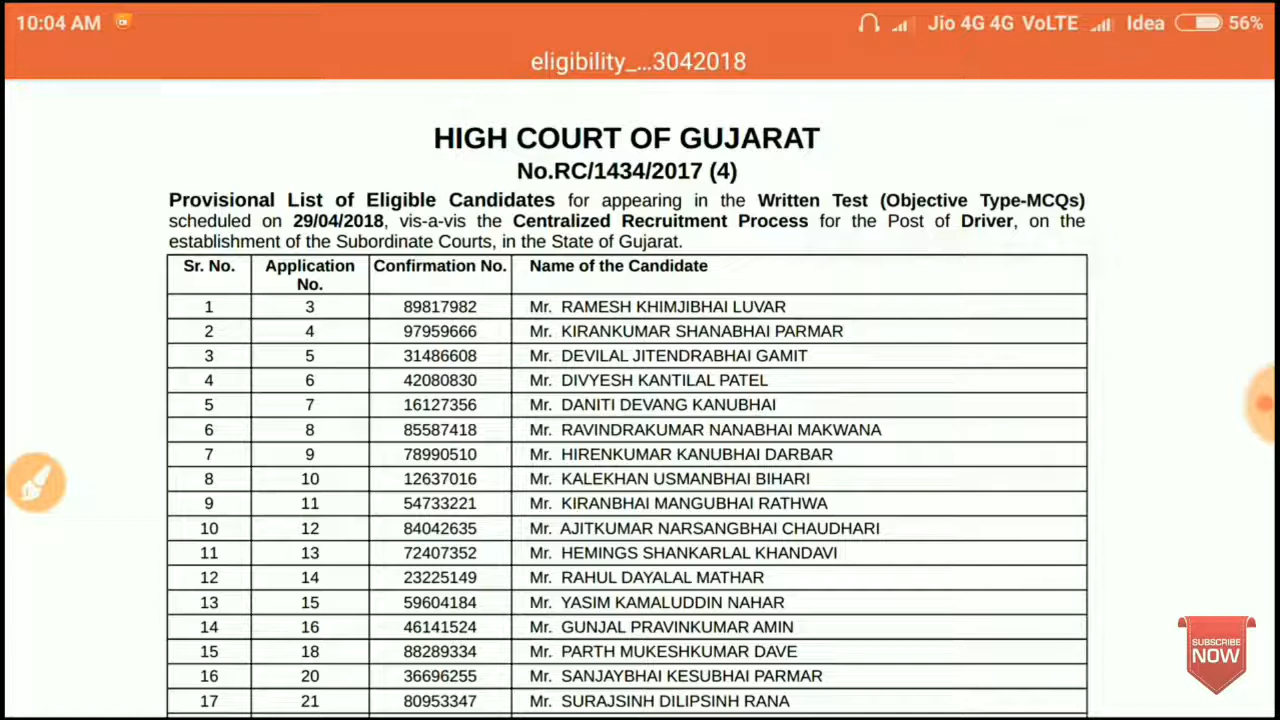 10:04 AM Jio 4G 4G VoLTE Idea 56%
eligibility_...3042018
HIGH COURT OF GUJARAT
No.RC/1434/2017 (4)
Provisional List of Eligible Candidates for appearing in the Written Test (Objective Type-MCQs)
scheduled on 29/04/2018, vis-a-vis the Centralized Recruitment Process for the Post of Driver, on the
establishment of the Subordinate Courts, in the State of Gujarat.
Sr. No. Application No. Confirmation No. Name of the Candidate
1 3 89817982 Mr. RAMESH KHIMJIBHAI LUVAR
2 4 97959666 Mr. KIRANKUMAR SHANABHAI PARMAR
3 5 31486608 Mr. DEVILAL JITENDRABHAI GAMIT
4 6 42080830 Mr. DIVYESH KANTILAL PATEL
5 7 16127356 Mr. DANITI DEVANG KANUBHAI
6 8 85587418 Mr. RAVINDRAKUMAR NANABHAI MAKWANA
7 9 78990510 Mr. HIRENKUMAR KANUBHAI DARBAR
8 10 12637016 Mr. KALEKHAN USMANBHAI BIHARI
9 11 54733221 Mr. KIRANBHAI MANGUBHAI RATHWA
10 12 84042635 Mr. AJITKUMAR NARSANGBHAI CHAUDHARI
11 13 72407352 Mr. HEMINGS SHANKARLAL KHANDAVI
12 14 23225149 Mr. RAHUL DAYALAL MATHAR
13 15 59604184 Mr. YASIM KAMALUDDIN NAHAR
14 16 46141524 Mr. GUNJAL PRAVINKUMAR AMIN
15 18 88289334 Mr. PARTH MUKESHKUMAR DAVE
16 20 36696255 Mr. SANJAYBHAI KESUBHAI PARMAR
17 21 80953347 Mr. SURAJSINH DILIPSINH RANA
SUBSCRIBE
NOW